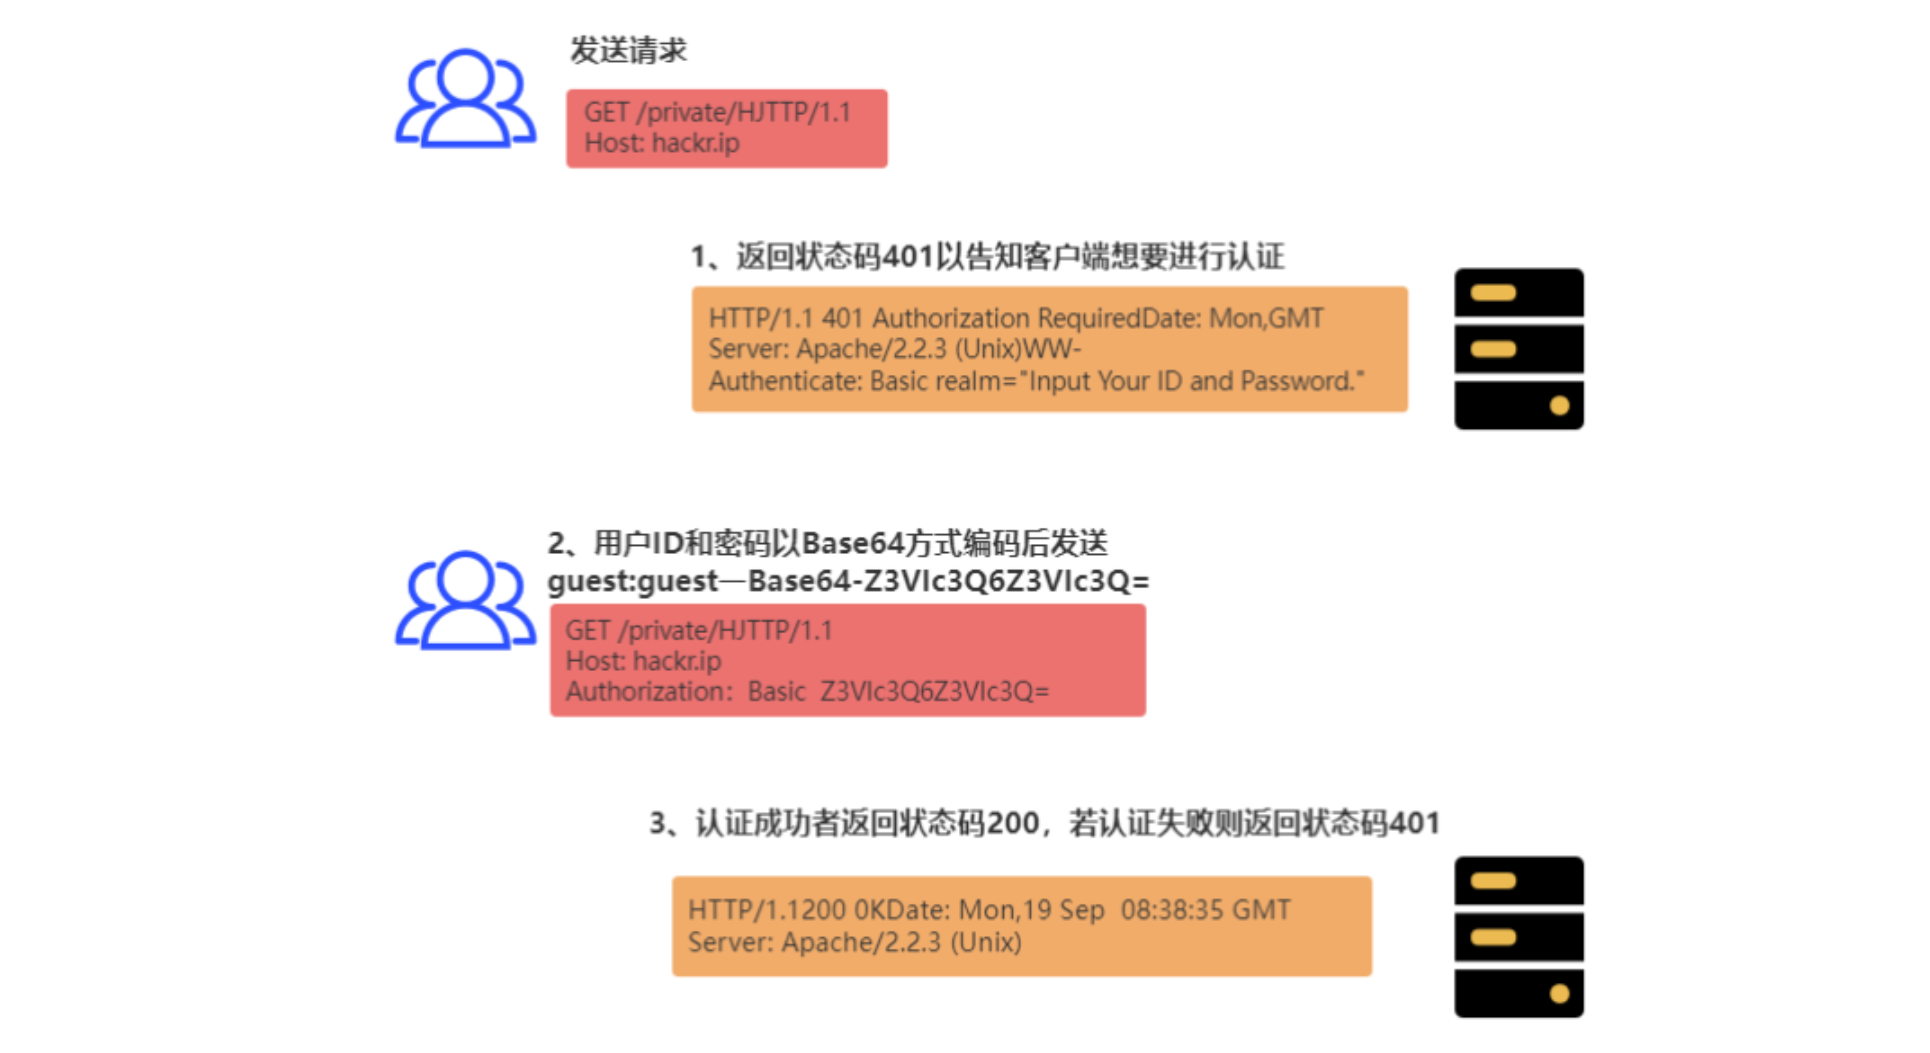 发送请求
GET /private/HJTTP/1.1
Host: hackr.ip
1、返回状态码401以告知客户端想要进行认证
HTTP/1.1 401 Authorization RequiredDate: Mon,GMT
Server: Apache/2.2.3 (Unix)WW-
Authenticate: Basic realm="Input Your ID and Password."
2、用户ID和密码以Base64方式编码后发送
guest:guest—Base64-Z3VIc3Q6Z3VIc3Q=
GET /private/HJTTP/1.1
Host: hackr.ip
Authorization: Basic Z3VIc3Q6Z3VIc3Q=
3、认证成功者返回状态码200，若认证失败则返回状态码401
HTTP/1.1200 0KDate: Mon,19 Sep 08:38:35 GMT
Server: Apache/2.2.3 (Unix)